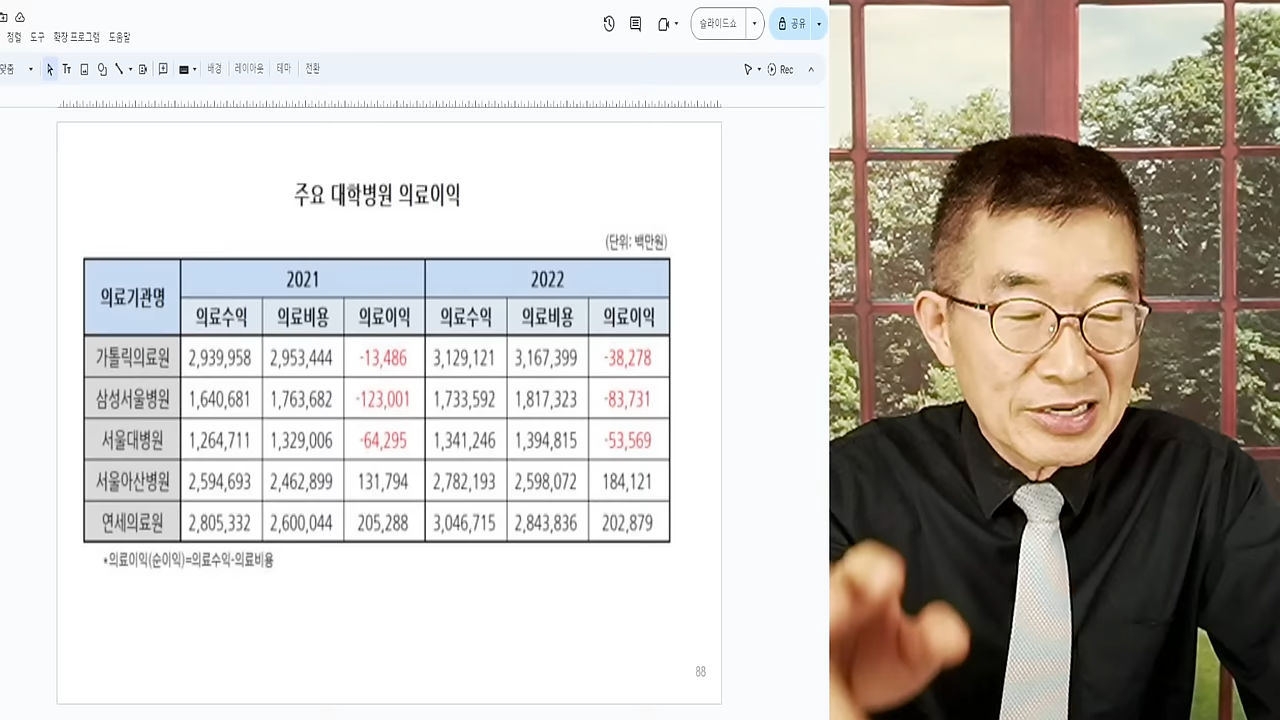 슬라이드쇼 공유
정렬 도구 확장 프로그램 도움말
맞춤 Tr 배경 레이아웃 테마 전환 Rec
주요 대학병원 의료이익
(단위: 백만원)
의료기관명 2021 2022
의료수익 의료비용 의료이익 의료수익 의료비용 의료이익
가톨릭의료원 2,939,958 2,953,444 -13,486 3,129,121 3,167,399 -38,278
삼성서울병원 1,640,681 1,763,682 -123,001 1,733,592 1,817,323 -83,731
서울대병원 1,264,711 1,329,006 -64,295 1,341,246 1,394,815 -53,569
서울아산병원 2,594,693 2,462,899 131,794 2,782,193 2,598,072 184,121
연세의료원 2,805,332 2,600,044 205,288 3,046,715 2,843,836 202,879
*의료이익(순이익)=의료수익-의료비용
88